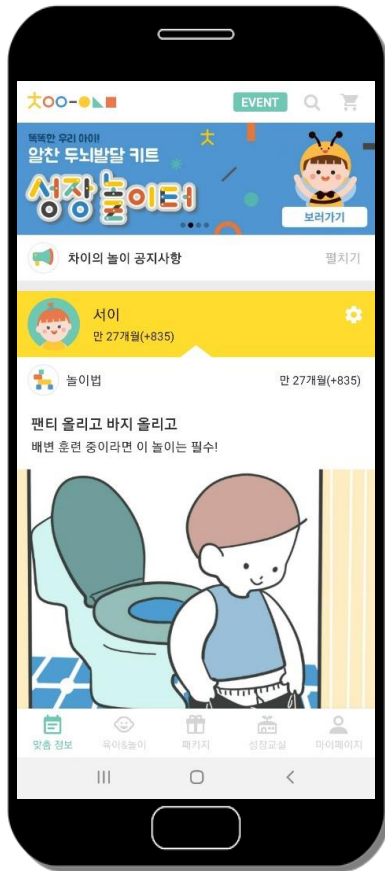 EVENT
똑똑한 우리 아이!
알찬 두뇌발달 키트
성장 놀이터
보러가기
차이의 놀이 공지사항
펼치기
서이
만 27개월(+835)
놀이법
만 27개월(+835)
팬티 올리고 바지 올리고
배변 훈련 중이라면 이 놀이는 필수!
맞춤 정보
육아&놀이
패키지
성장교실
마이페이지